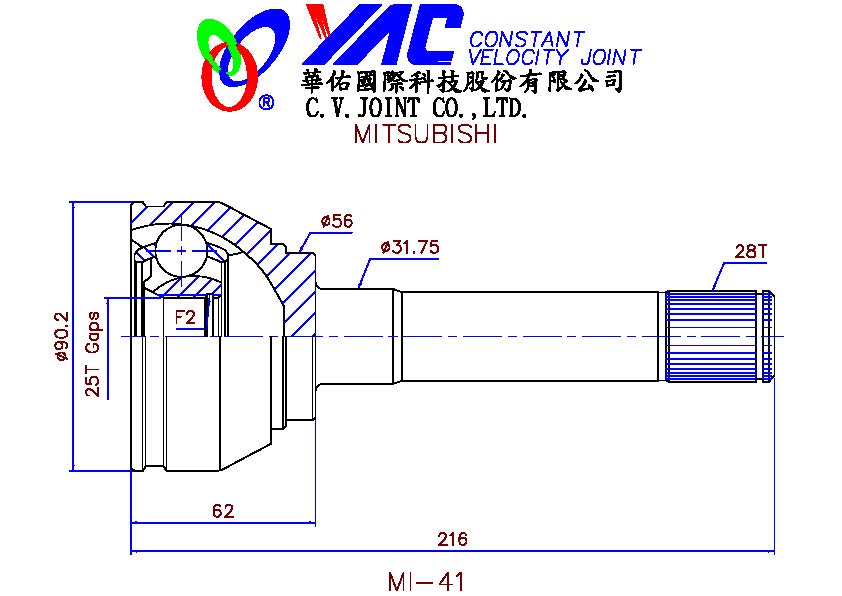 YAC CONSTANT
VELOCITY JOINT
®
華佑國際科技股份有限公司
C.V.JOINT CO.,LTD.
MITSUBISHI
ø56
ø31.75
28T
ø90.2
25T Gaps
F2
62
216
MI-41